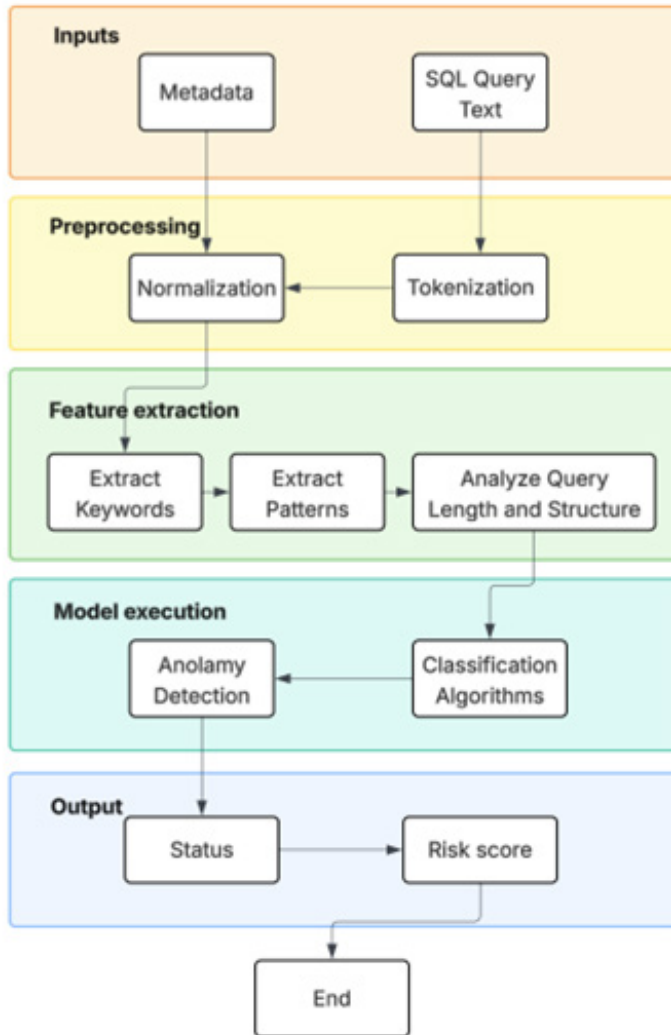 Inputs
Metadata
SQL Query
Text
Preprocessing
Normalization
Tokenization
Feature extraction
Extract
Keywords
Extract
Patterns
Analyze Query
Length and Structure
Model execution
Anolamy
Detection
Classification
Algorithms
Output
Status
Risk score
End